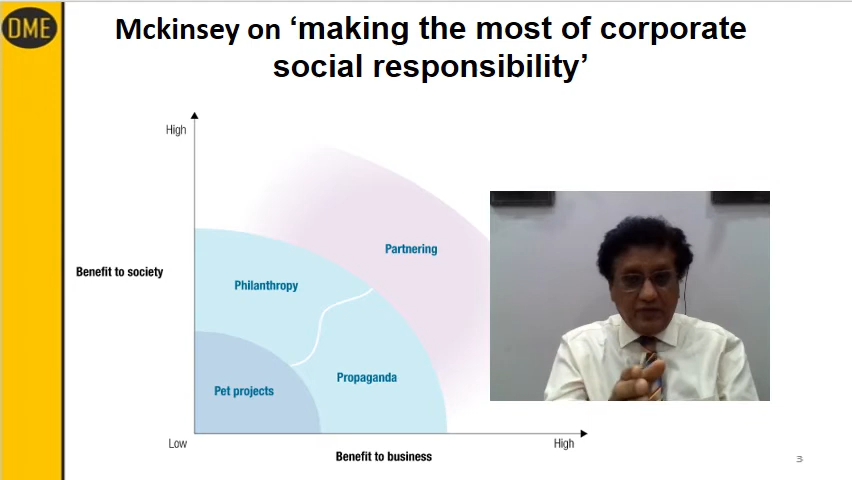 DME
Mckinsey on ‘making the most of corporate
social responsibility’
High
Partnering
Benefit to society
Philanthropy
Propaganda
Pet projects
Low
High
Benefit to business
3